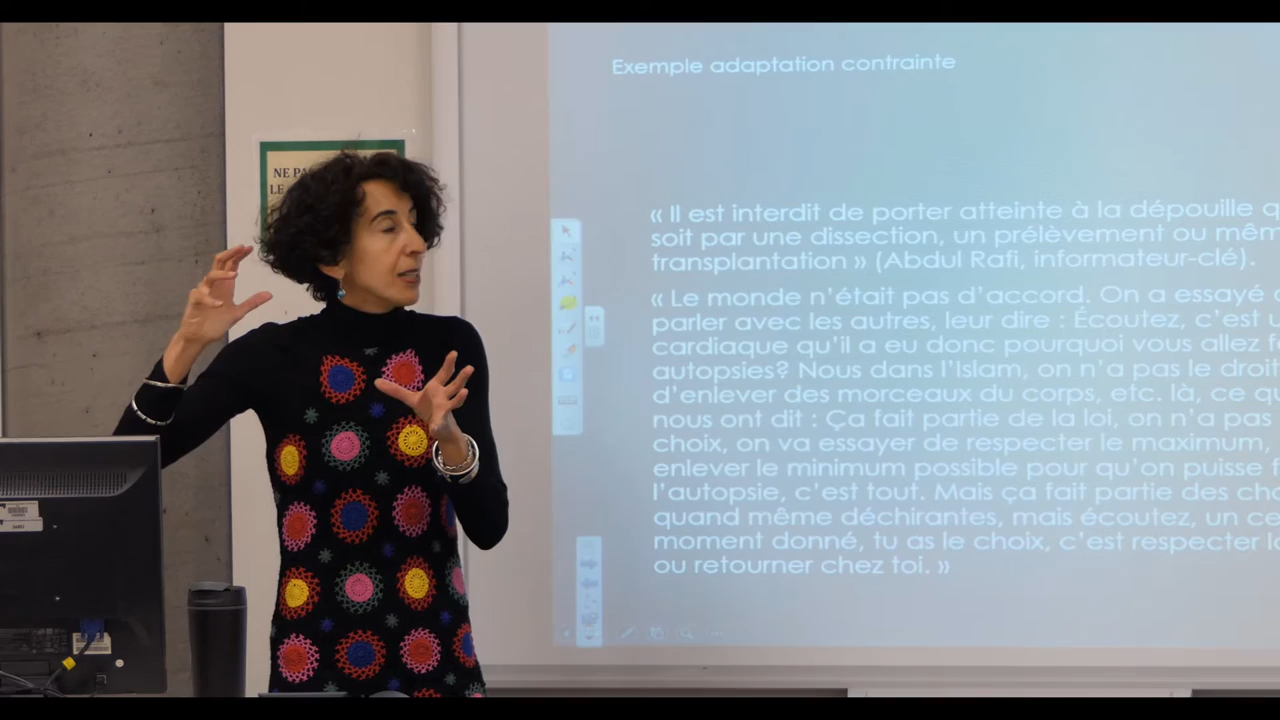 Exemple adaptation contrainte
NE PA
LE
« Il est interdit de porter atteinte à la dépouille q
soit par une dissection, un prélèvement ou mêm
transplantation » (Abdul Rafi, informateur-clé).
« Le monde n'était pas d'accord. On a essayé
parler avec les autres, leur dire : Écoutez, c'est u
cardiaque qu'il a eu donc pourquoi vous allez f
autopsies? Nous dans l'Islam, on n'a pas le droit
d'enlever des morceaux du corps, etc. là, ce qu
nous ont dit : Ça fait partie de la loi, on n'a pas
choix, on va essayer de respecter le maximum,
enlever le minimum possible pour qu'on puisse f
l'autopsie, c'est tout. Mais ça fait partie des cho
quand même déchirantes, mais écoutez, un ce
moment donné, tu as le choix, c'est respecter lo
ou retourner chez toi. »